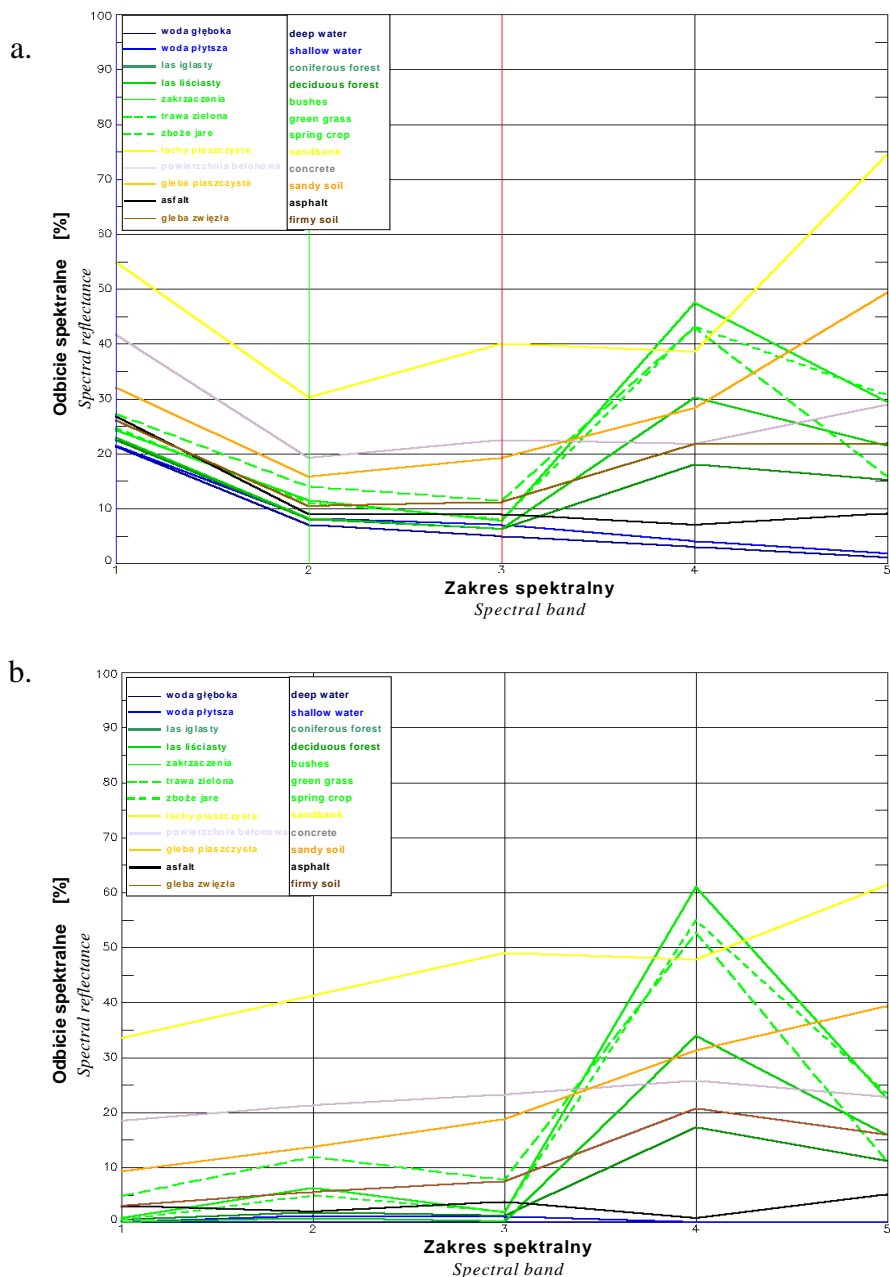 a.
100
90
80
70
60
50
40
30
20
10
0
woda głęboka deep water
woda płytsza shallow water
las iglasty coniferous forest
las liściasty deciduous forest
zakrzaczenia bushes
trawa zielona green grass
zboże jare spring crop
łachy piaszczyste sandbank
powierzchnia betonowa concrete
gleba piaszczysta sandy soil
asfalt asphalt
gleba zwięzła firmy soil
Odbicie spektralne [%]
Spectral reflectance
1 2 3 4 5
Zakres spektralny
Spectral band
b.
100
90
80
70
60
50
40
30
20
10
0
woda głęboka deep water
woda płytsza shallow water
las iglasty coniferous forest
las liściasty deciduous forest
zakrzaczenia bushes
trawa zielona green grass
zboże jare spring crop
łachy piaszczyste sandbank
powierzchnia betonowa concrete
gleba piaszczysta sandy soil
asfalt asphalt
gleba zwięzła firmy soil
Odbicie spektralne [%]
Spectral reflectance
1 2 3 4 5
Zakres spektralny
Spectral band